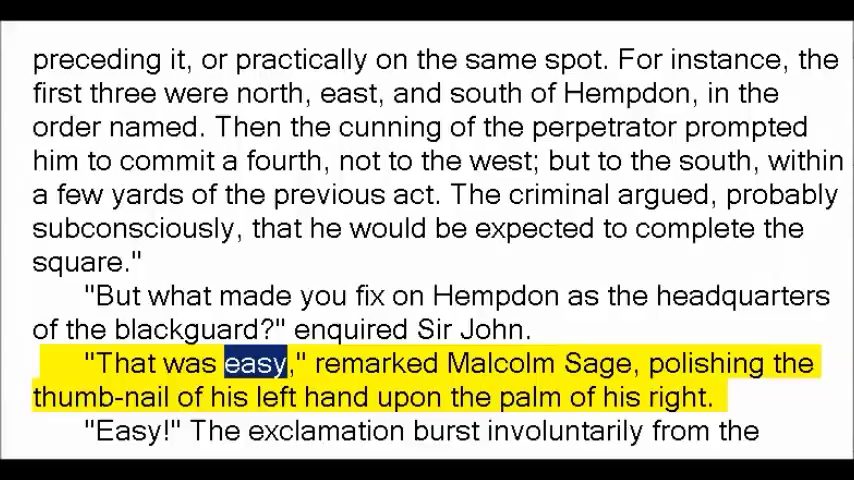 preceding it, or practically on the same spot. For instance, the
first three were north, east, and south of Hempdon, in the
order named. Then the cunning of the perpetrator prompted
him to commit a fourth, not to the west; but to the south, within
a few yards of the previous act. The criminal argued, probably
subconsciously, that he would be expected to complete the
square."
"But what made you fix on Hempdon as the headquarters
of the blackguard?" enquired Sir John.
"That was easy," remarked Malcolm Sage, polishing the
thumb-nail of his left hand upon the palm of his right.
"Easy!" The exclamation burst involuntarily from the